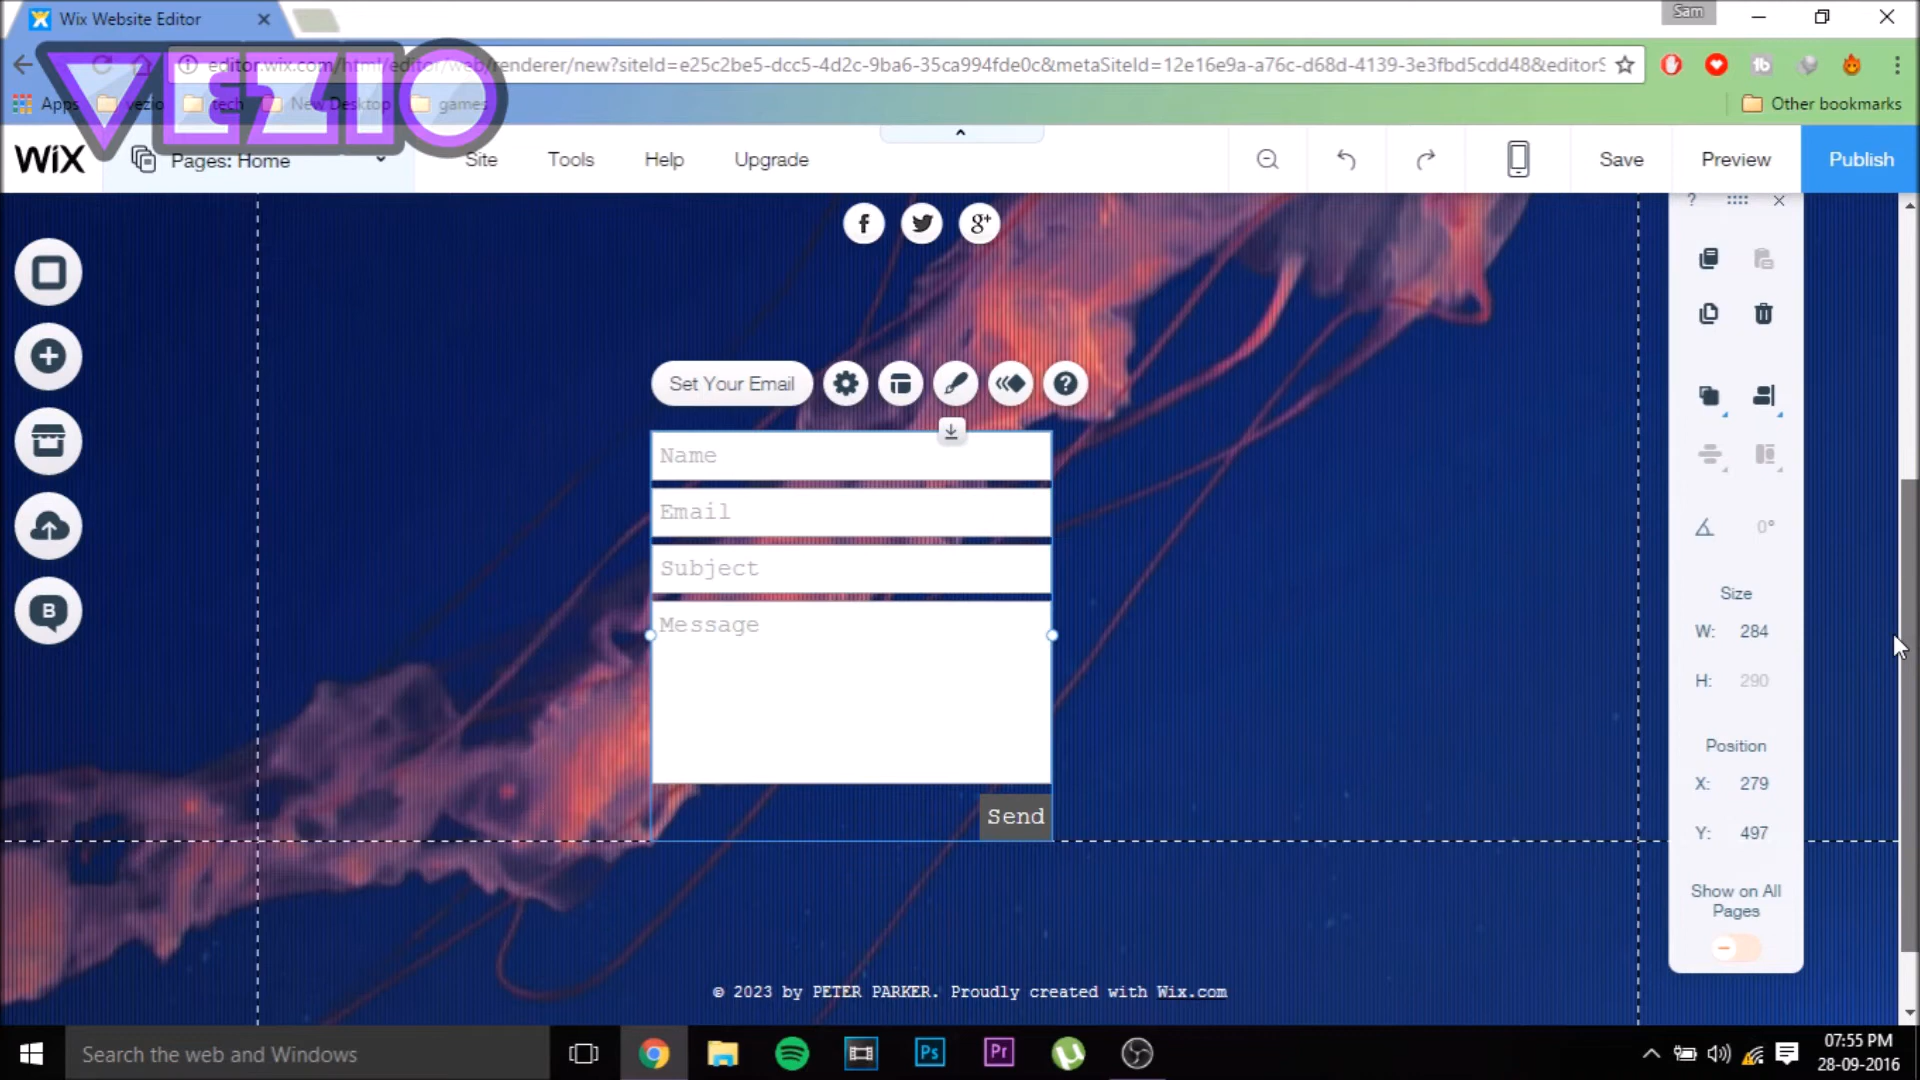 Wix Website Editor
Sam
VEZIO
editor.wix.com/html/editor/web/renderer/new?siteId=e25c2be5-dcc5-4d2c-9ba6-35ca994fde0c&metaSiteId=12e16e9a-a76c-d68d-4139-3e3fbd5cdd48&editorS
Apps vezio tech New Desktop games Other bookmarks
WiX Pages: Home Site Tools Help Upgrade Save Preview Publish
Set Your Email
Name
Email
Subject
Message
Send
0°
Size
W: 284
H: 290
Position
X: 279
Y: 497
Show on All
Pages
© 2023 by PETER PARKER. Proudly created with Wix.com
Search the web and Windows
Ps
Pr
07:55 PM
28-09-2016